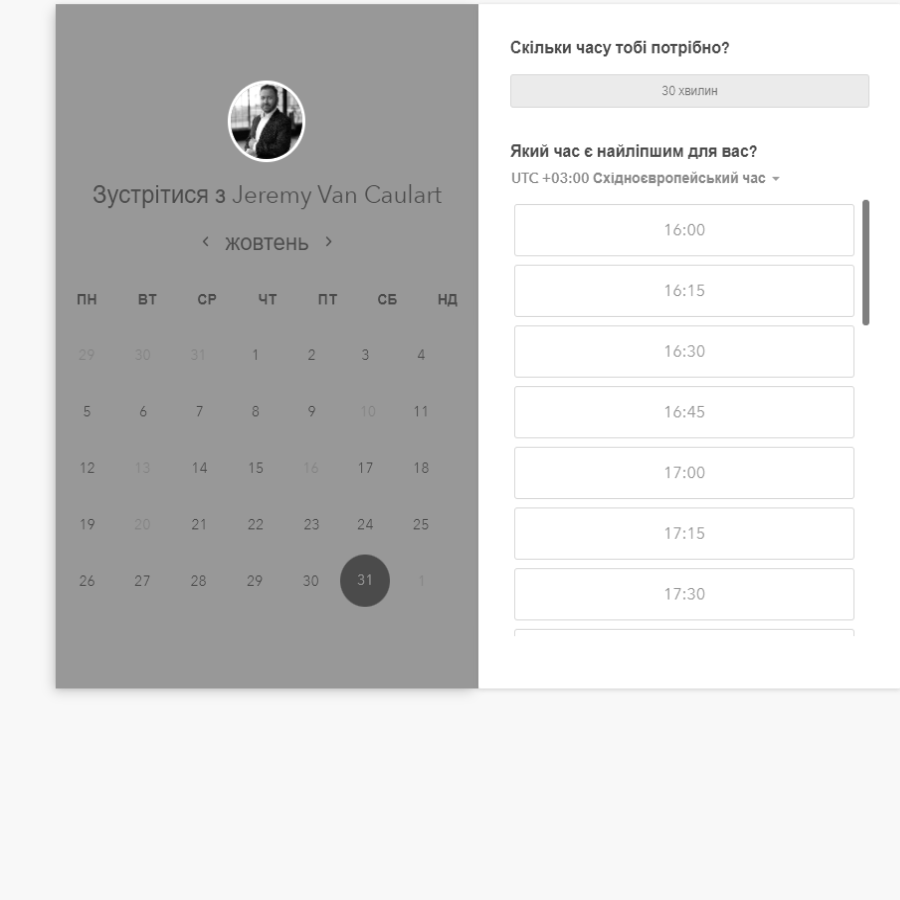 Зустрітися з Jeremy Van Caulart
жовтень
ПН ВТ СР ЧТ ПТ СБ НД
29 30 31 1 2 3 4
5 6 7 8 9 10 11
12 13 14 15 16 17 18
19 20 21 22 23 24 25
26 27 28 29 30 31 1
Скільки часу тобі потрібно?
30 хвилин
Який час є найліпшим для вас?
UTC +03:00 Східноєвропейський час
16:00
16:15
16:30
16:45
17:00
17:15
17:30